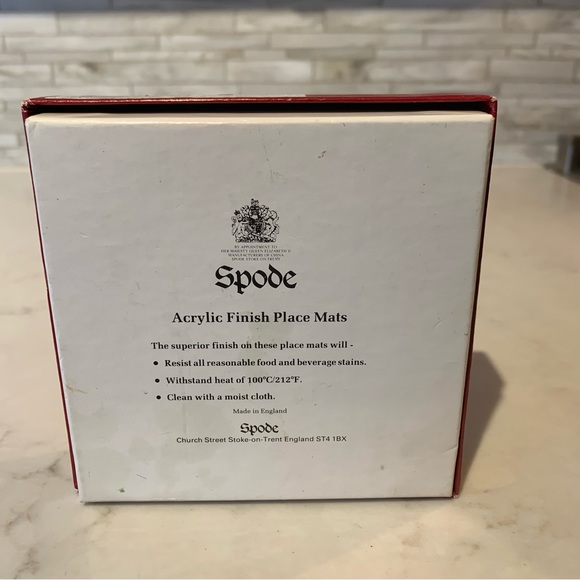 BY APPOINTMENT TO
HER MAJESTY QUEEN ELIZABETH II
MANUFACTURERS OF CHINA
SPODE STOKE-ON-TRENT
Spode
Acrylic Finish Place Mats
The superior finish on these place mats will -
• Resist all reasonable food and beverage stains.
• Withstand heat of 100°C/212°F.
• Clean with a moist cloth.
Made in England
Spode
Church Street Stoke-on-Trent England ST4 1BX